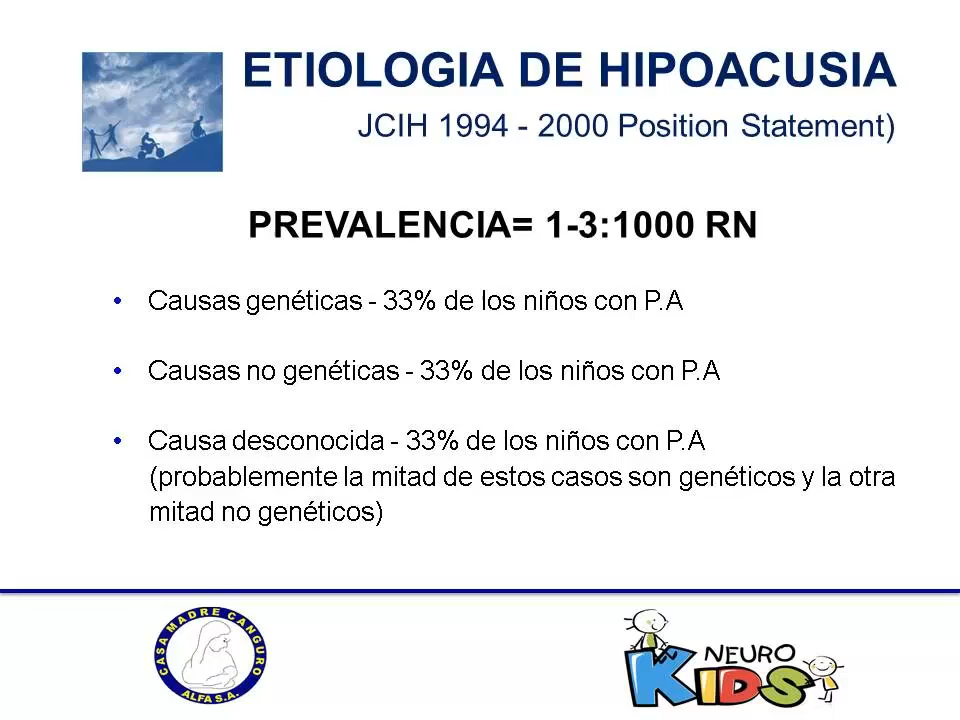 ETIOLOGIA DE HIPOACUSIA
JCIH 1994 - 2000 Position Statement)
PREVALENCIA= 1-3:1000 RN
• Causas genéticas - 33% de los niños con P.A
• Causas no genéticas - 33% de los niños con P.A
• Causa desconocida - 33% de los niños con P.A
(probablemente la mitad de estos casos son genéticos y la otra
mitad no genéticos)
CASA MADRE CANGURO
ALFA S.A.
NEURO
KIDS